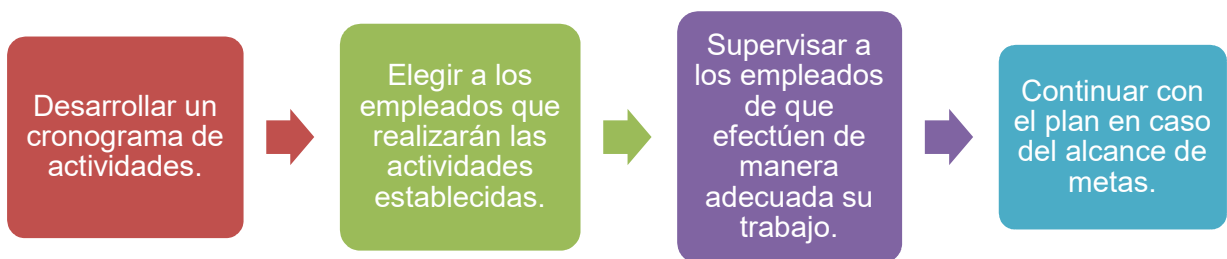 Desarrollar un
cronograma de
actividades.
Elegir a los
empleados que
realizarán las
actividades
establecidas.
Supervisar a
los empleados
de que
efectúen de
manera
adecuada su
trabajo.
Continuar con
el plan en caso
del alcance de
metas.